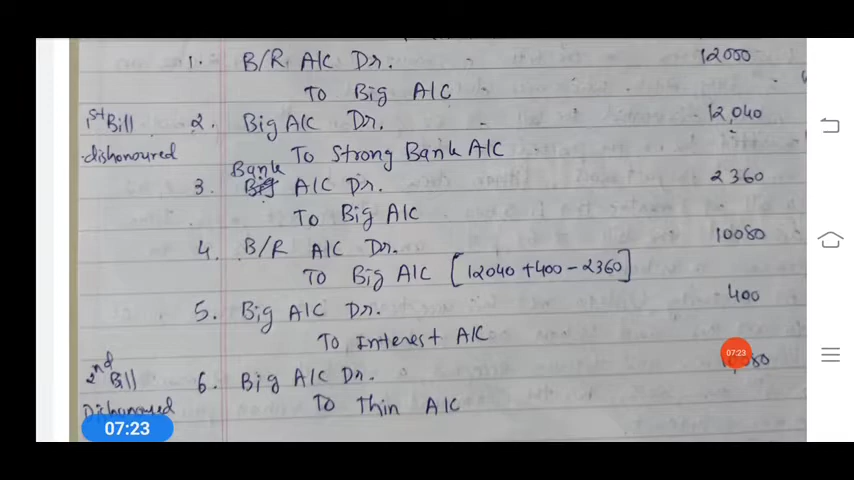 1. B/R A/C Dr. 12000
To Big A/C
1st Bill 2. Big A/C Dr. 12,040
dishonoured To Strong Bank A/C
Bank
3. A/C Dr. 2360
To Big A/C
4. B/R A/C Dr. 10080
To Big A/C [12040 + 400 - 2360]
5. Big A/C Dr. 400
To Interest A/C
07:23
2nd Bill 6. Big A/C Dr.
Dishonoured To Thin A/C
07:23